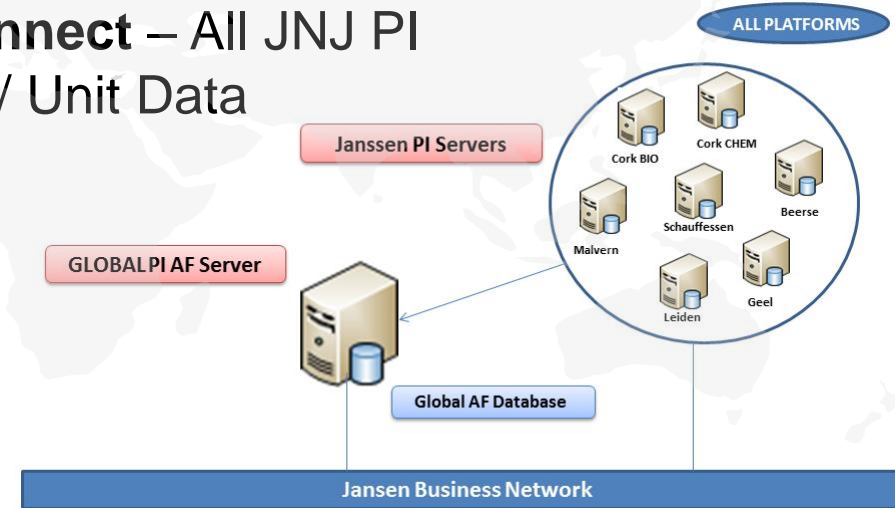 nnect – All JNJ PI
/ Unit Data
ALL PLATFORMS
Janssen PI Servers
Cork BIO
Cork CHEM
Beerse
Schauffessen
Malvern
Geel
Leiden
GLOBAL PI AF Server
Global AF Database
Jansen Business Network